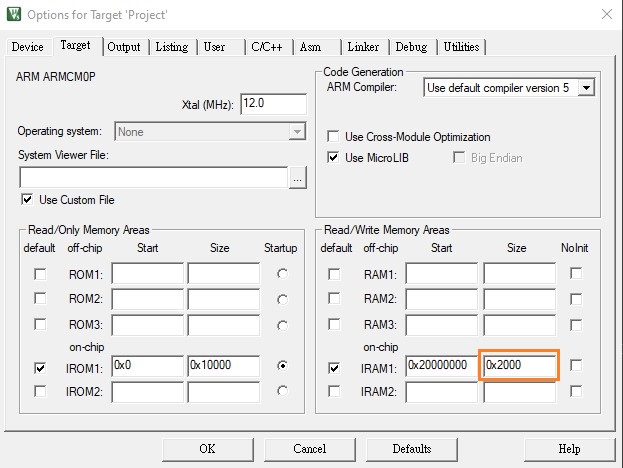 Options for Target 'Project'
Device Target Output Listing User C/C++ Asm Linker Debug Utilities
ARM ARMCM0P
Xtal (MHz): 12.0
Operating system: None
System Viewer File:
...
Use Custom File
Code Generation
ARM Compiler: Use default compiler version 5
Use Cross-Module Optimization
Use MicroLIB Big Endian
Read/Only Memory Areas
default off-chip Start Size Startup
ROM1:
ROM2:
ROM3:
on-chip
IROM1: 0x0 0x10000
IROM2:
Read/Write Memory Areas
default off-chip Start Size NoInit
RAM1:
RAM2:
RAM3:
on-chip
IRAM1: 0x20000000 0x2000
IRAM2:
OK Cancel Defaults Help